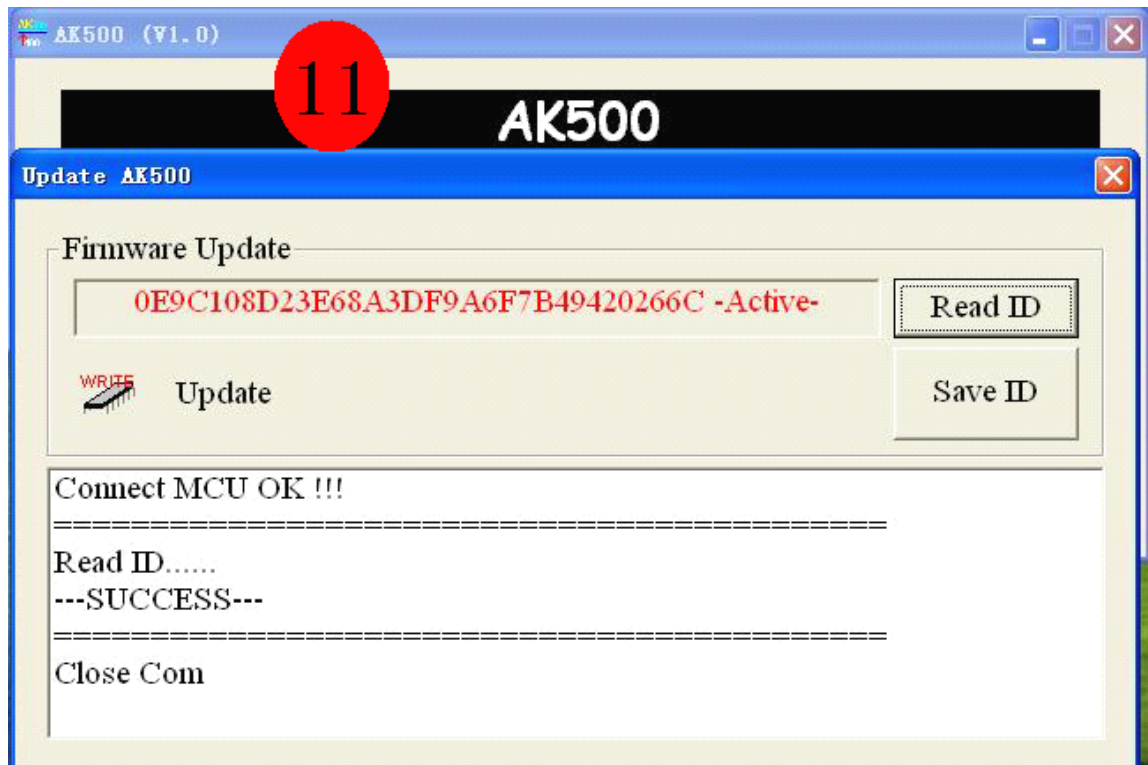 AK500 (V1.0)
11
AK500
Update AK500
Firmware Update
0E9C108D23E68A3DF9A6F7B49420266C -Active-
Read ID
WRITE
Update
Save ID
Connect MCU OK !!!
===========================================
Read ID......
---SUCCESS---
===========================================
Close Com